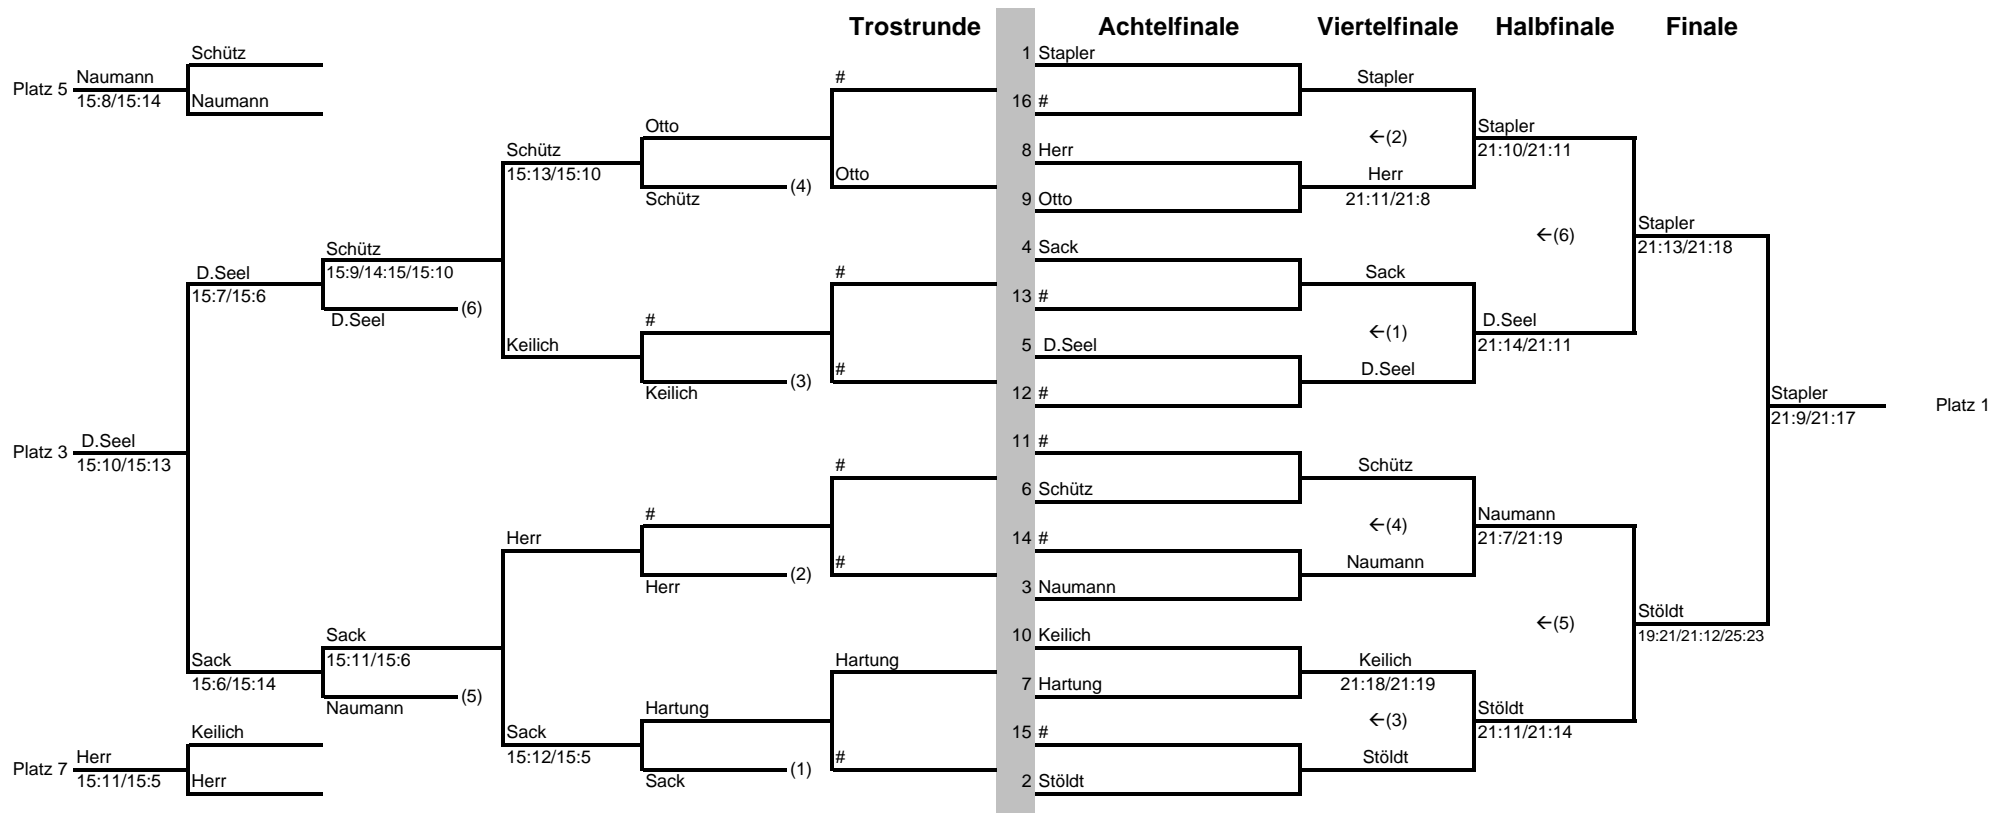 Trostrunde Achtelfinale Viertelfinale Halbfinale Finale
Schütz 1 Stapler
Naumann # Stapler
Platz 5
15:8/15:14 Naumann 16 #
Otto ←(2) Stapler
Schütz 8 Herr 21:10/21:11
15:13/15:10 Otto Herr
(4)
Schütz 9 Otto 21:11/21:8
Stapler
←(6)
Schütz 4 Sack 21:13/21:18
D.Seel 15:9/14:15/15:10 # Sack
15:7/15:6 13 #
(6)
D.Seel # ←(1) D.Seel
Keilich 5 D.Seel 21:14/21:11
# D.Seel
(3)
Keilich 12 # Stapler
Platz 1
21:9/21:17
D.Seel 11 #
Platz 3
15:10/15:13 # Schütz
6 Schütz
# ←(4) Naumann
Herr 14 # 21:7/21:19
# Naumann
(2)
Herr 3 Naumann
Stöldt
←(5)
Sack 10 Keilich 19:21/21:12/25:23
Sack 15:11/15:6 Hartung Keilich
15:6/15:14 7 Hartung 21:18/21:19
(5)
Naumann Hartung ←(3) Stöldt
Keilich Sack 15 # 21:11/21:14
Herr 15:12/15:5 # Stöldt
Platz 7 (1)
15:11/15:5 Herr Sack 2 Stöldt